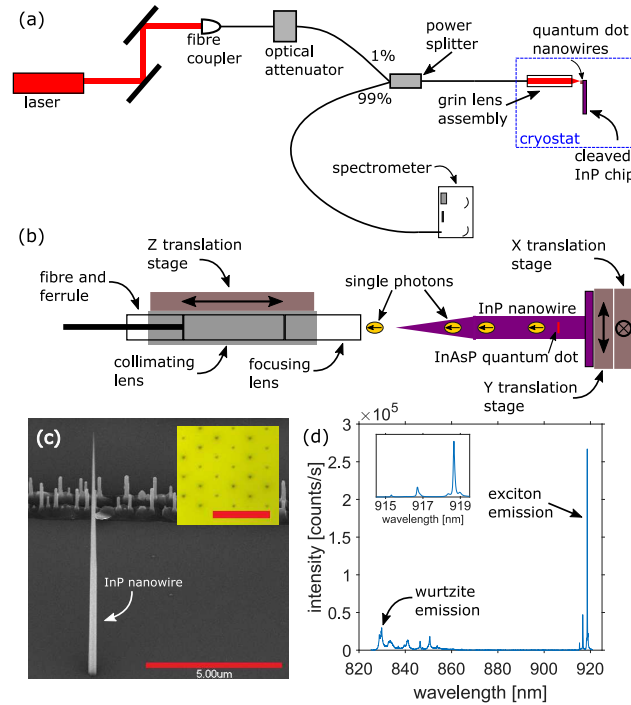 (a)
fibre
coupler
optical
attenuator
1%
99%
power
splitter
quantum dot
nanowires
laser
grin lens
assembly
cryostat
cleaved
InP chip
spectrometer
(b)
Z translation
stage
X translation
stage
fibre and
ferrule
single photons
InP nanowire
collimating
lens
focusing
lens
InAsP quantum dot
Y translation
stage
(c)
InP nanowire
5.00um
(d)
×10⁵
3
2.5
2
1.5
1
0.5
0
intensity [counts/s]
915 917 919
wavelength [nm]
exciton
emission
wurtzite
emission
820 840 860 880 900 920
wavelength [nm]